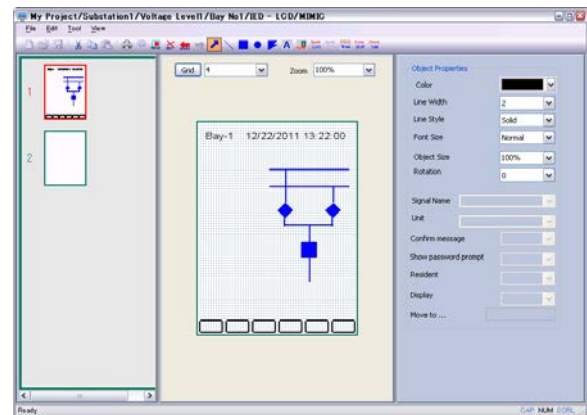 My Project/Substation1/Voltage Level1/Bay No1/IED - LGD/MIMIC
File Edit Tool View
Grid 4 Zoom 100%
1
2
Bay-1 12/22/2011 13:22:00
Object Properties
Color
Line Width 2
Line Style Solid
Font Size Normal
Object Size 100%
Rotation 0
Signal Name
Unit
Confirm message
Show password prompt
Resident
Display
Move to ...
Ready
CAP NUM SCRL